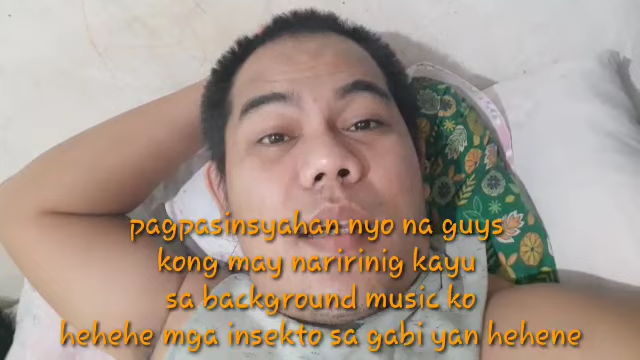 pagpasinsyahan nyo na guys
kong may naririnig kayu
sa background music ko
hehehe mga insekto sa gabi yan hehene